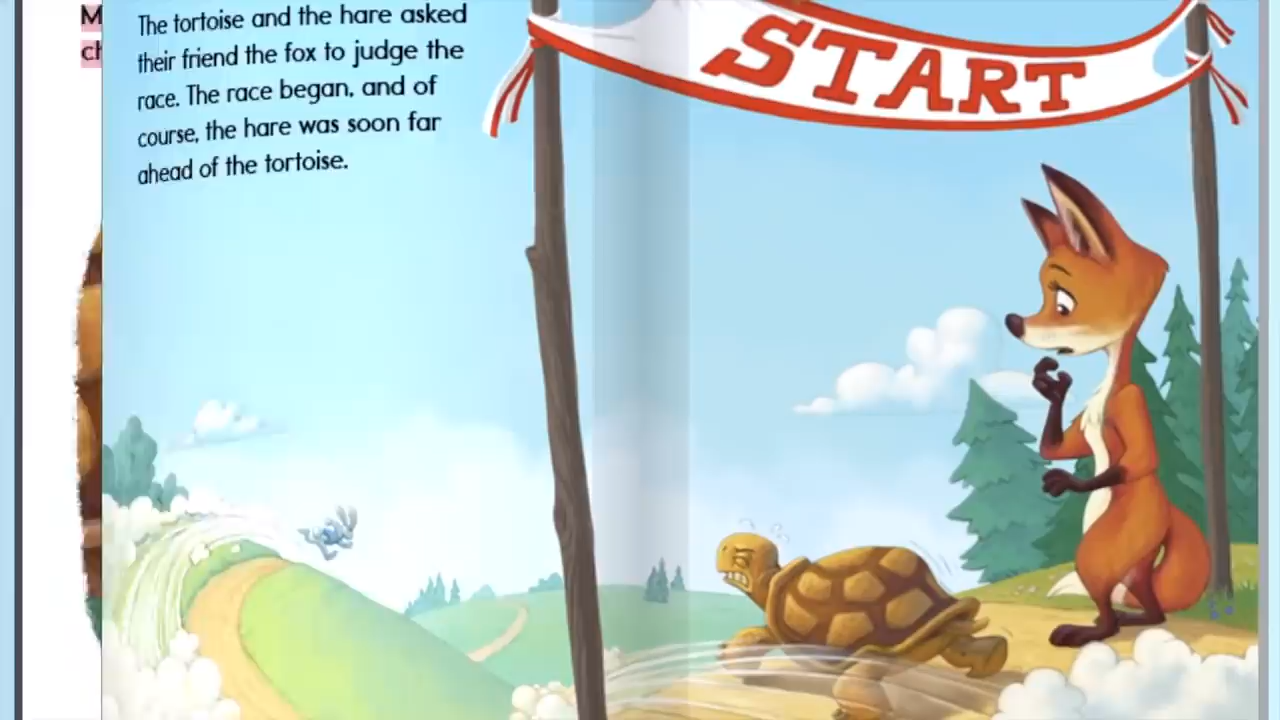 The tortoise and the hare asked
their friend the fox to judge the
race. The race began, and of
course, the hare was soon far
ahead of the tortoise.
START